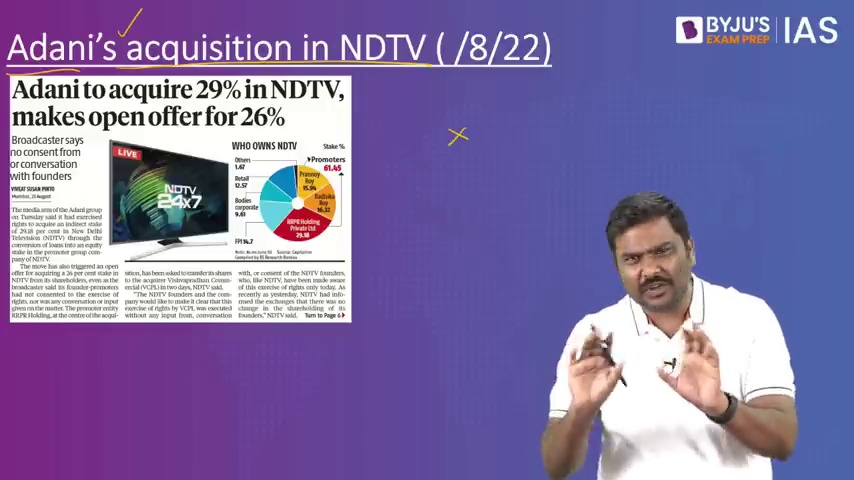 Adani's acquisition in NDTV ( /8/22)
BYJU'S
EXAM PREP
IAS
Adani to acquire 29% in NDTV,
makes open offer for 26%
Broadcaster says
no consent from
or conversation
with founders
VIVEAT SUSAN PINTO
Mumbai, 23 August
The media arm of the Adani group
on Tuesday said it had exercised
rights to acquire an indirect stake
of 29.18 per cent in New Delhi
Television (NDTV) through the
conversion of loans into an equity
stake in the promoter group com-
pany of NDTV.
The move has also triggered an open
offer for acquiring a 26 per cent stake in
NDTV from its shareholders, even as the
broadcaster said its founder-promoters
had not consented to the exercise of
rights, nor was any conversation or input
given on the matter. The promoter entity
RRPR Holding, at the centre of the acqui-
LIVE
NDTV
24x7
WHO OWNS NDTV
Stake %
Others
1.67
Retail
12.57
Bodies
corporate
9.61
FPI 14.7
Promoters
61.45
Prannoy
Roy
15.94
Radhika
Roy
16.32
RRPR Holding
Private Ltd
29.18
Note: As on June 30 Source: Capitaline
Compiled by BS Research Bureau
sition, has been asked to transfer its shares
to the acquirer Vishvapradhan Comm-
ercial (VCPL) in two days, NDTV said.
"The NDTV founders and the com-
pany would like to make it clear that this
exercise of rights by VCPL was executed
without any input from, conversation
with, or consent of the NDTV founders,
who, like NDTV, have been made aware
of this exercise of rights only today. As
recently as yesterday, NDTV had infor-
med the exchanges that there was no
change in the shareholding of its
founders," NDTV said. Turn to Page 6